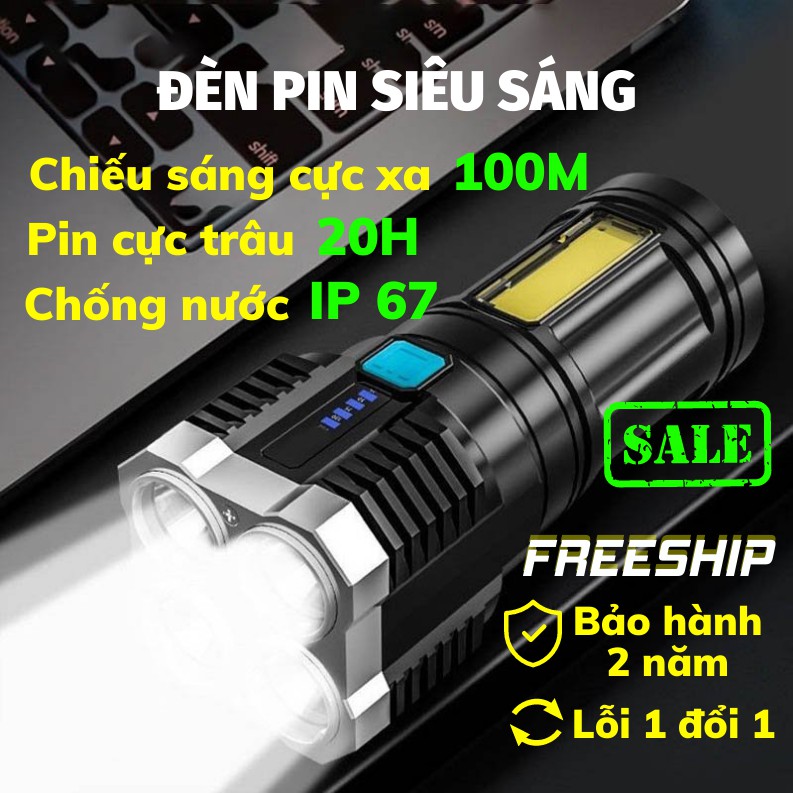 ĐÈN PIN SIÊU SÁNG
Chiếu sáng cực xa 100M
Pin cực trâu 20H
Chống nước IP 67
SALE
FREESHIP
Bảo hành
2 năm
Lỗi 1 đổi 1
shift